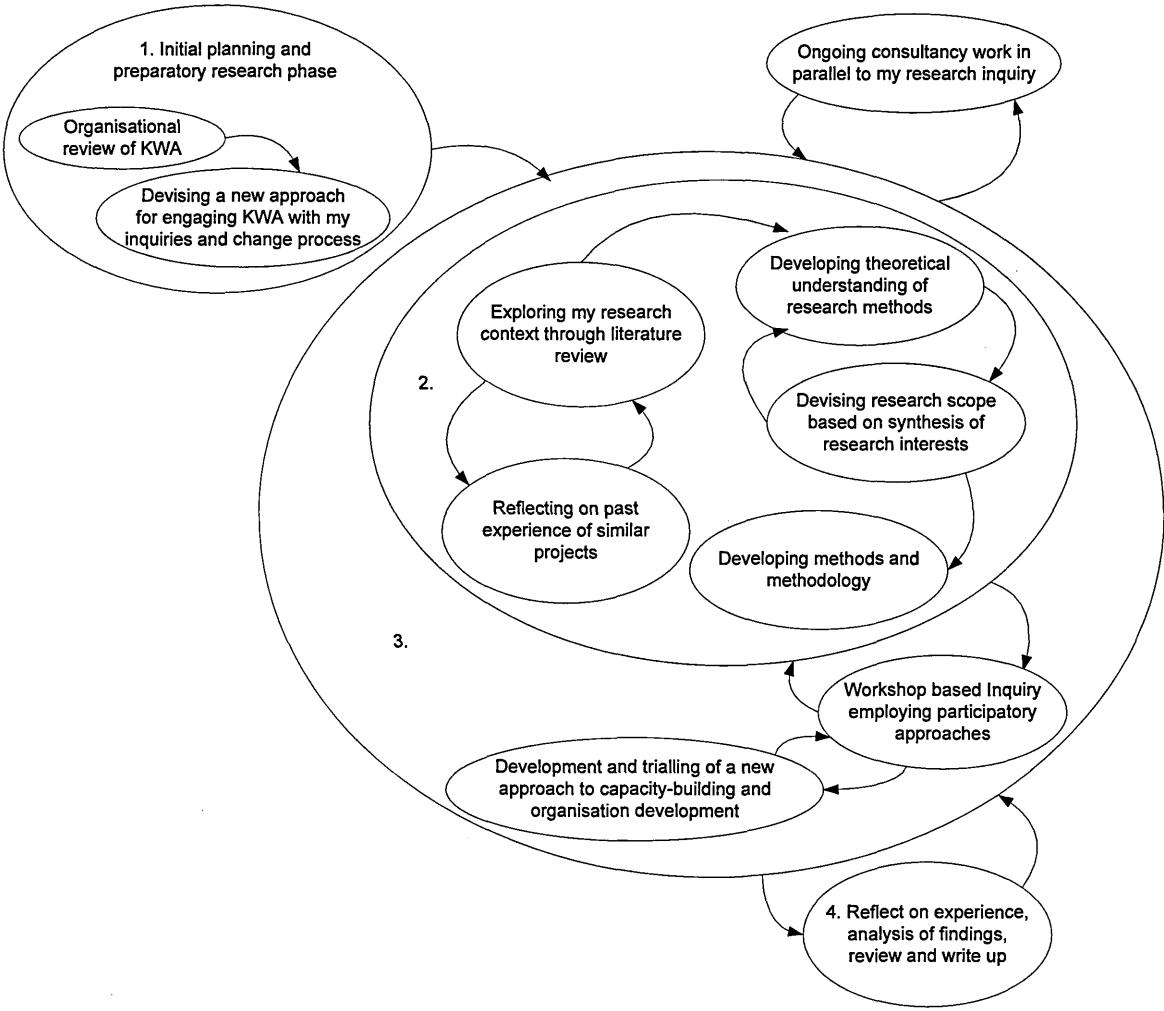 1. Initial planning and
preparatory research phase
Organisational
review of KWA
Devising a new approach
for engaging KWA with my
inquiries and change process
Ongoing consultancy work in
parallel to my research inquiry
2.
Exploring my research
context through literature
review
Developing theoretical
understanding of
research methods
Devising research scope
based on synthesis of
research interests
Reflecting on past
experience of similar
projects
Developing methods and
methodology
3.
Workshop based Inquiry
employing participatory
approaches
Development and trialling of a new
approach to capacity-building and
organisation development
4. Reflect on experience,
analysis of findings,
review and write up